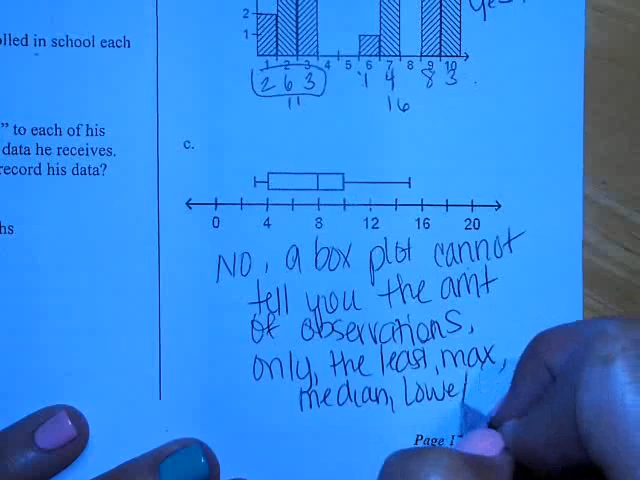 2
1
olled in school each
1 2 3 4 5 6 7 8 9 10
2 6 3 1 4 8 3
11 16
" to each of his
data he receives.
record his data?
hs
c.
0 4 8 12 16 20
NO, a box plot cannot
tell you the amt
of observations,
only, the least, max,
median, Lower
Page